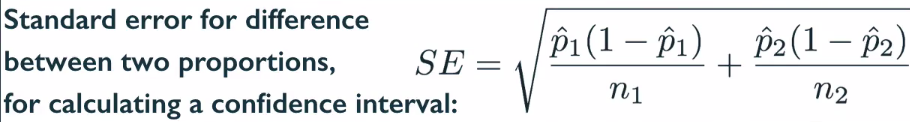 Standard error for difference
between two proportions,
for calculating a confidence interval:
SE = √( p̂₁(1 − p̂₁) / n₁ + p̂₂(1 − p̂₂) / n₂ )